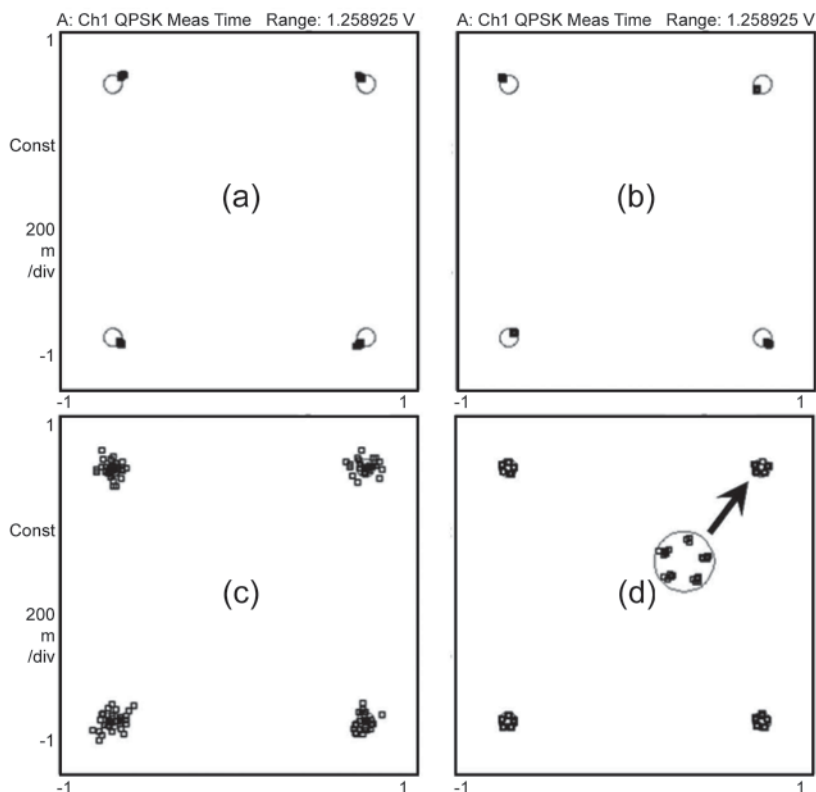 A: Ch1 QPSK Meas Time Range: 1.258925 V
A: Ch1 QPSK Meas Time Range: 1.258925 V
1
Const
200
m
/div
-1
-1
1
(a)
-1
1
(b)
1
Const
200
m
/div
-1
-1
1
(c)
-1
1
(d)